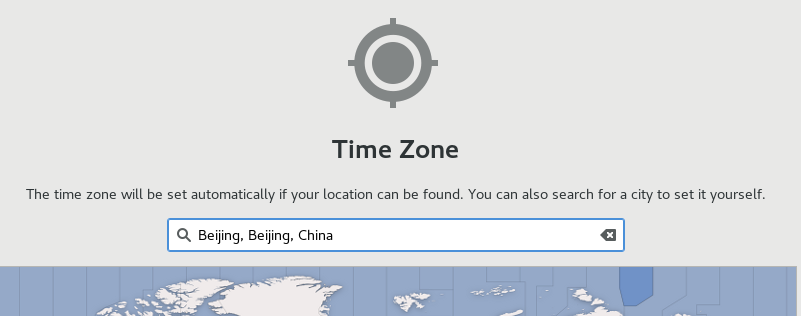 Time Zone
The time zone will be set automatically if your location can be found. You can also search for a city to set it yourself.
Beijing, Beijing, China